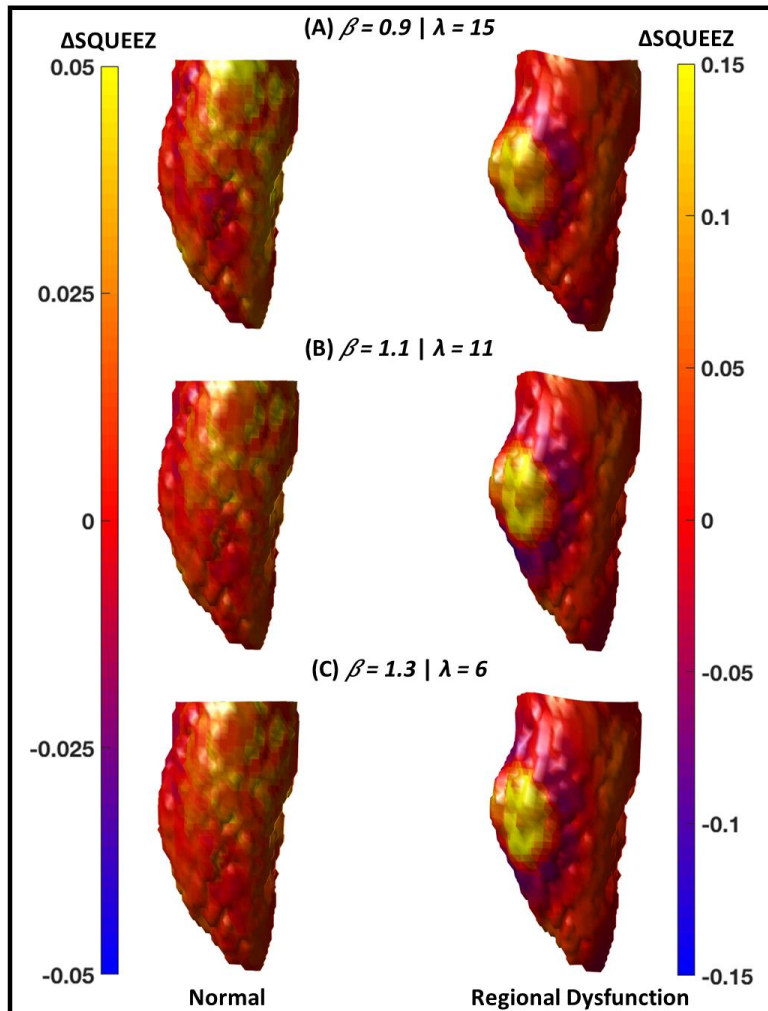 (A) β = 0.9 | λ = 15
ΔSQUEEZ
ΔSQUEEZ
0.05
0.025
0
-0.025
-0.05
0.15
0.1
0.05
0
-0.05
-0.1
-0.15
(B) β = 1.1 | λ = 11
(C) β = 1.3 | λ = 6
Normal
Regional Dysfunction